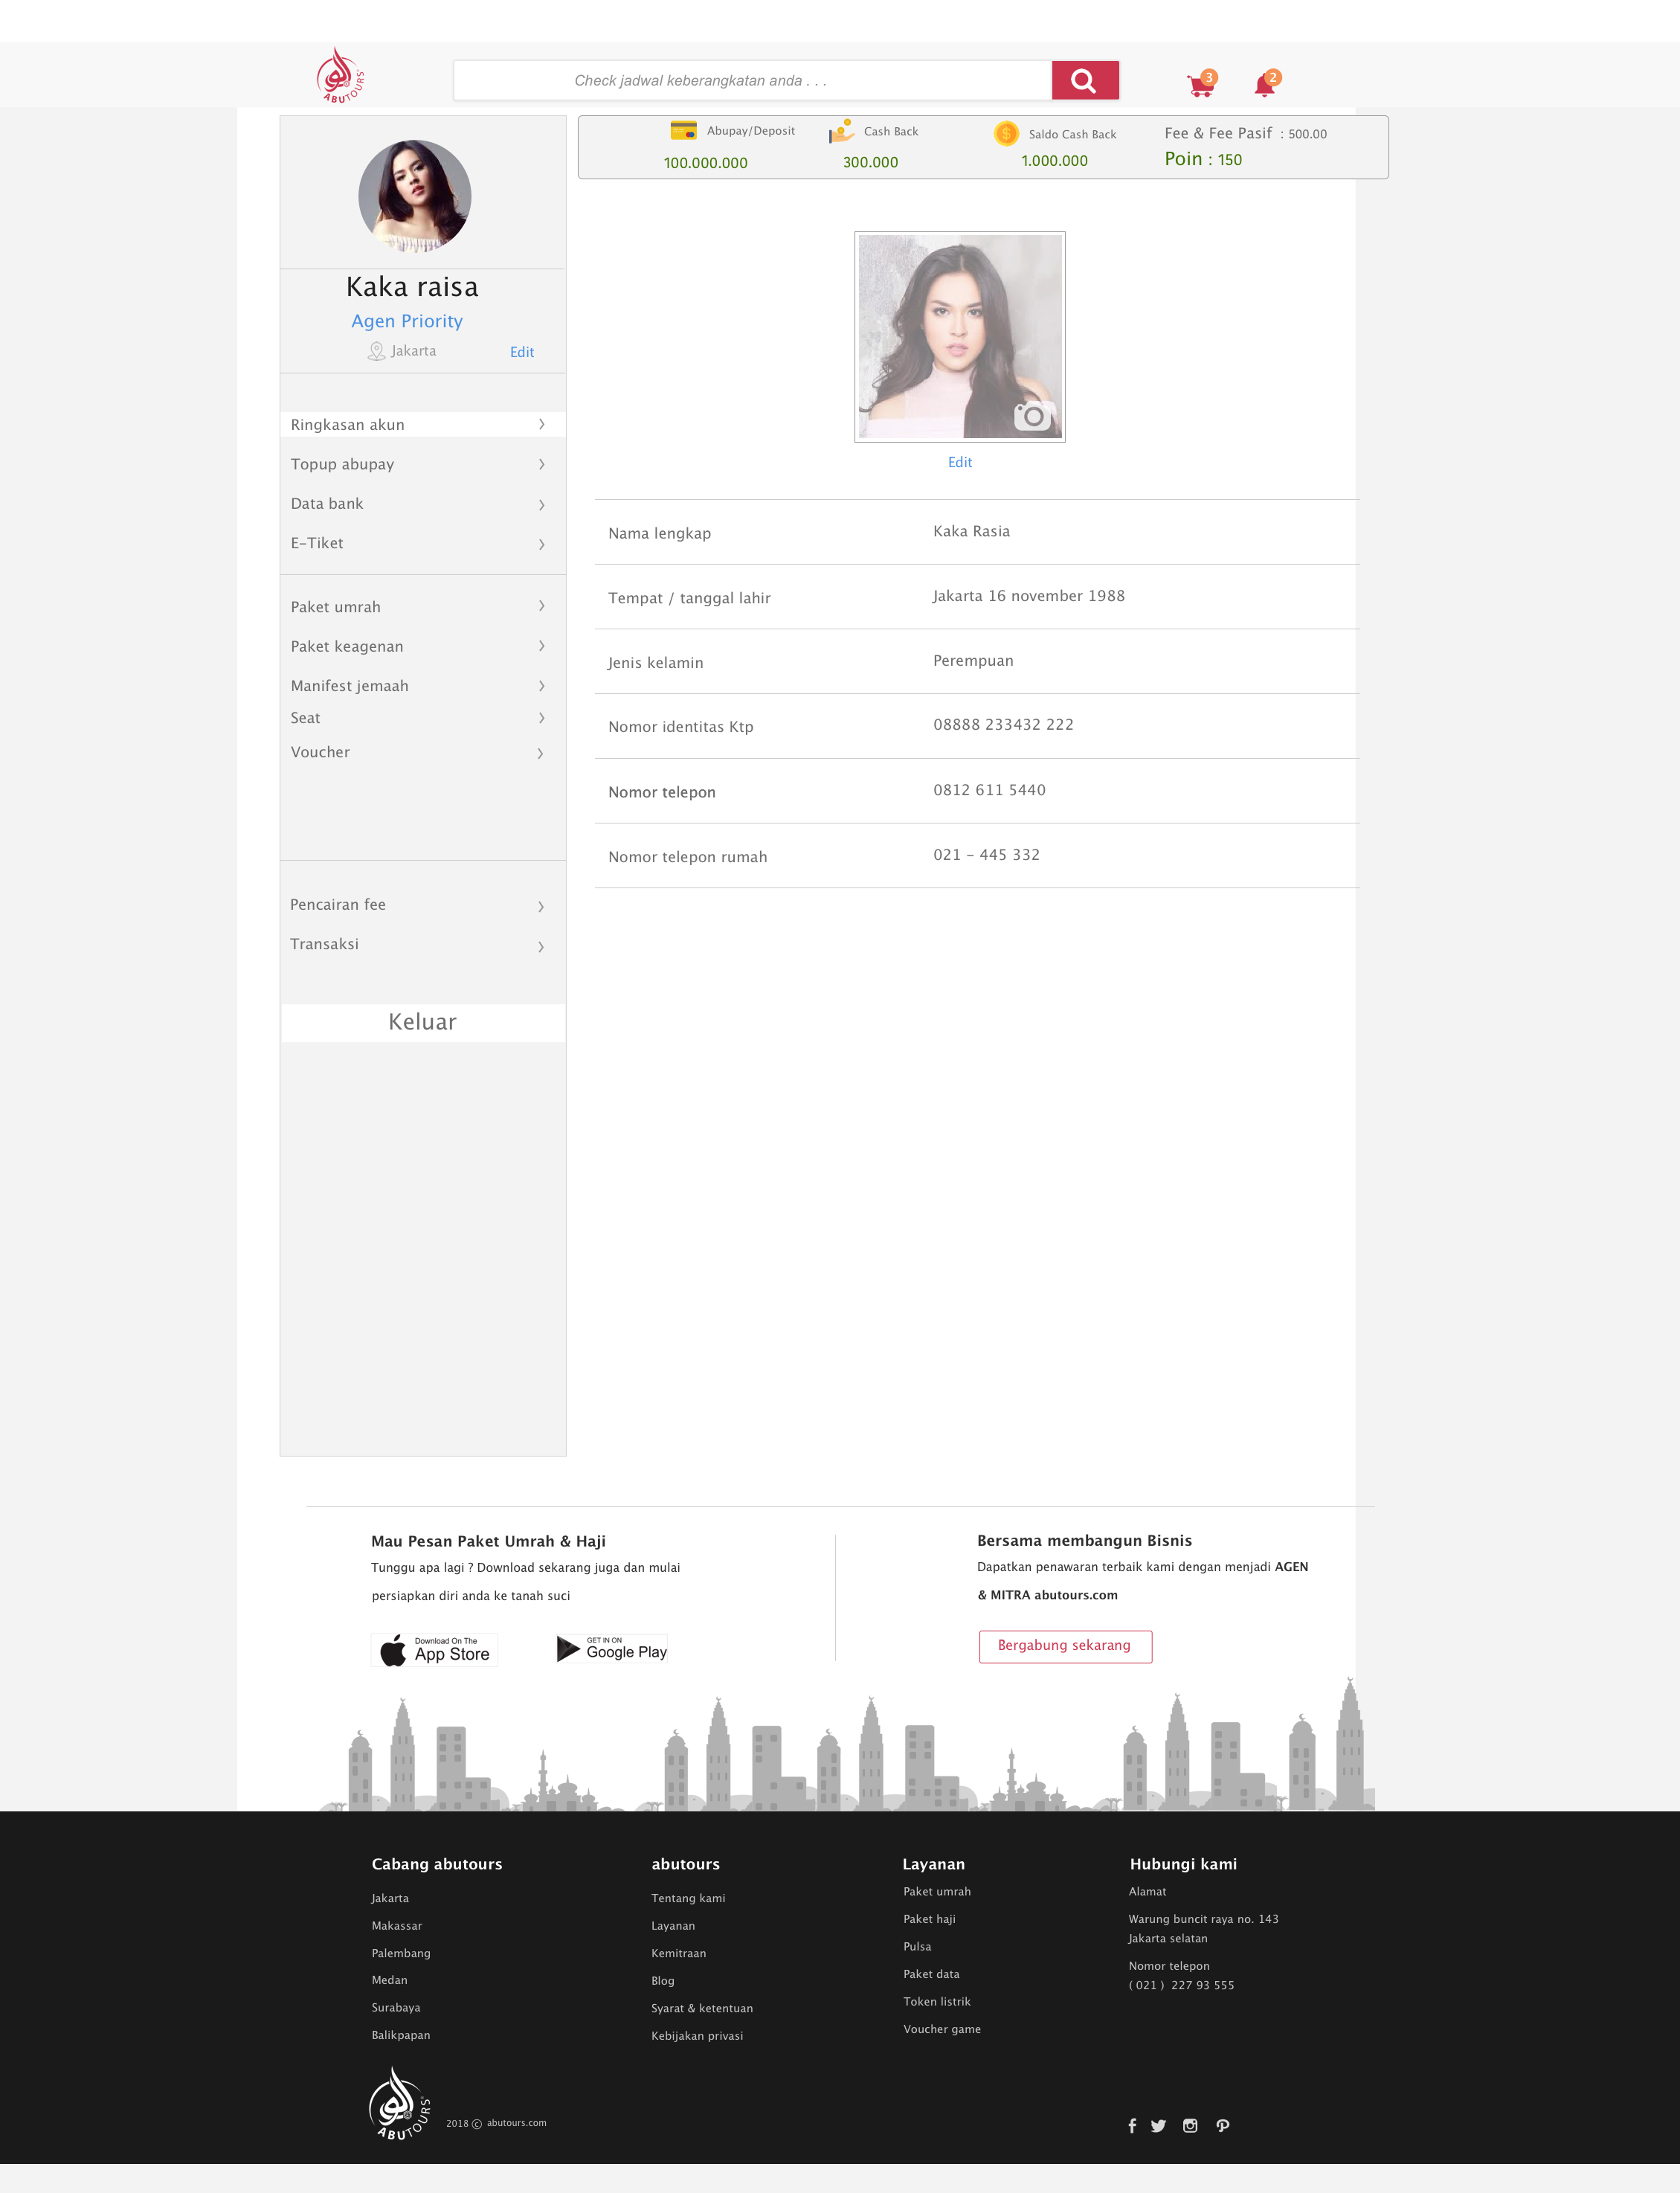 ABUTOURS
Check jadwal keberangkatan anda . . .
3
2
Abupay/Deposit
100.000.000
Cash Back
300.000
Saldo Cash Back
1.000.000
Fee & Fee Pasif : 500.00
Poin : 150
Kaka raisa
Agen Priority
Jakarta
Edit
Ringkasan akun
Topup abupay
Data bank
E-Tiket
Paket umrah
Paket keagenan
Manifest jemaah
Seat
Voucher
Pencairan fee
Transaksi
Keluar
Edit
Nama lengkap Kaka Rasia
Tempat / tanggal lahir Jakarta 16 november 1988
Jenis kelamin Perempuan
Nomor identitas Ktp 08888 233432 222
Nomor telepon 0812 611 5440
Nomor telepon rumah 021 - 445 332
Mau Pesan Paket Umrah & Haji
Tunggu apa lagi ? Download sekarang juga dan mulai
persiapkan diri anda ke tanah suci
Download On The
App Store
GET IN ON
Google Play
Bersama membangun Bisnis
Dapatkan penawaran terbaik kami dengan menjadi AGEN
& MITRA abutours.com
Bergabung sekarang
Cabang abutours
Jakarta
Makassar
Palembang
Medan
Surabaya
Balikpapan
abutours
Tentang kami
Layanan
Kemitraan
Blog
Syarat & ketentuan
Kebijakan privasi
Layanan
Paket umrah
Paket haji
Pulsa
Paket data
Token listrik
Voucher game
Hubungi kami
Alamat
Warung buncit raya no. 143
Jakarta selatan
Nomor telepon
( 021 ) 227 93 555
ABUTOURS
2018 © abutours.com